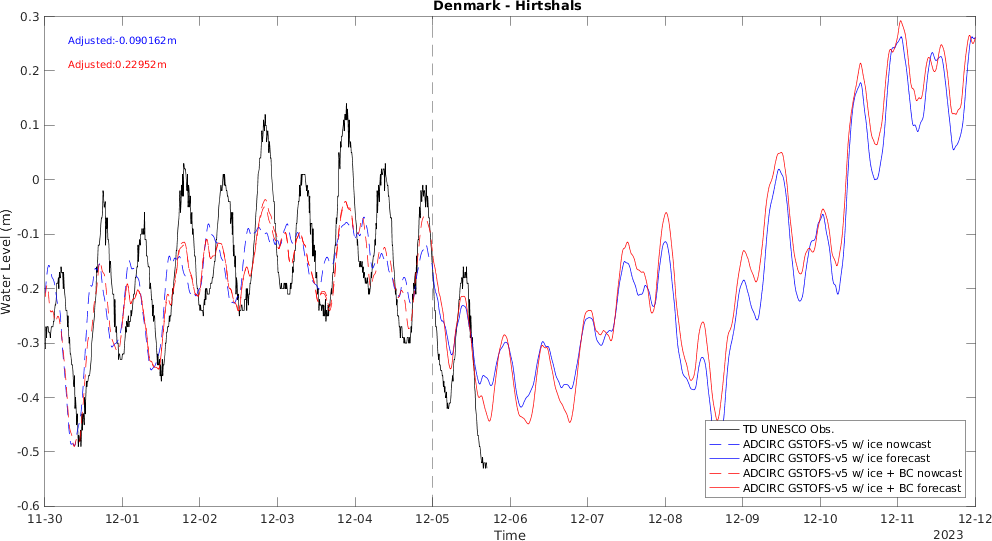 Denmark - Hirtshals
Adjusted:-0.090162m
Adjusted:0.22952m
0.3
0.2
0.1
0
-0.1
-0.2
-0.3
-0.4
-0.5
-0.6
Water Level (m)
TD UNESCO Obs.
ADCIRC GSTOFS-v5 w/ ice nowcast
ADCIRC GSTOFS-v5 w/ ice forecast
ADCIRC GSTOFS-v5 w/ ice + BC nowcast
ADCIRC GSTOFS-v5 w/ ice + BC forecast
11-30 12-01 12-02 12-03 12-04 12-05 12-06 12-07 12-08 12-09 12-10 12-11 12-12
Time
2023